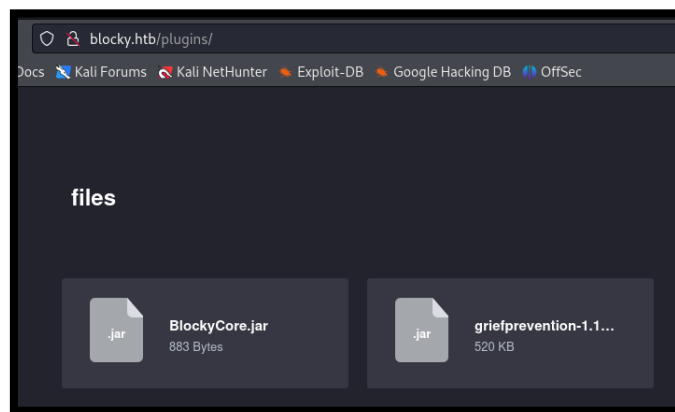 blocky.htb/plugins/
Docs Kali Forums Kali NetHunter Exploit-DB Google Hacking DB OffSec
files
.jar BlockyCore.jar .jar griefprevention-1.1...
883 Bytes 520 KB